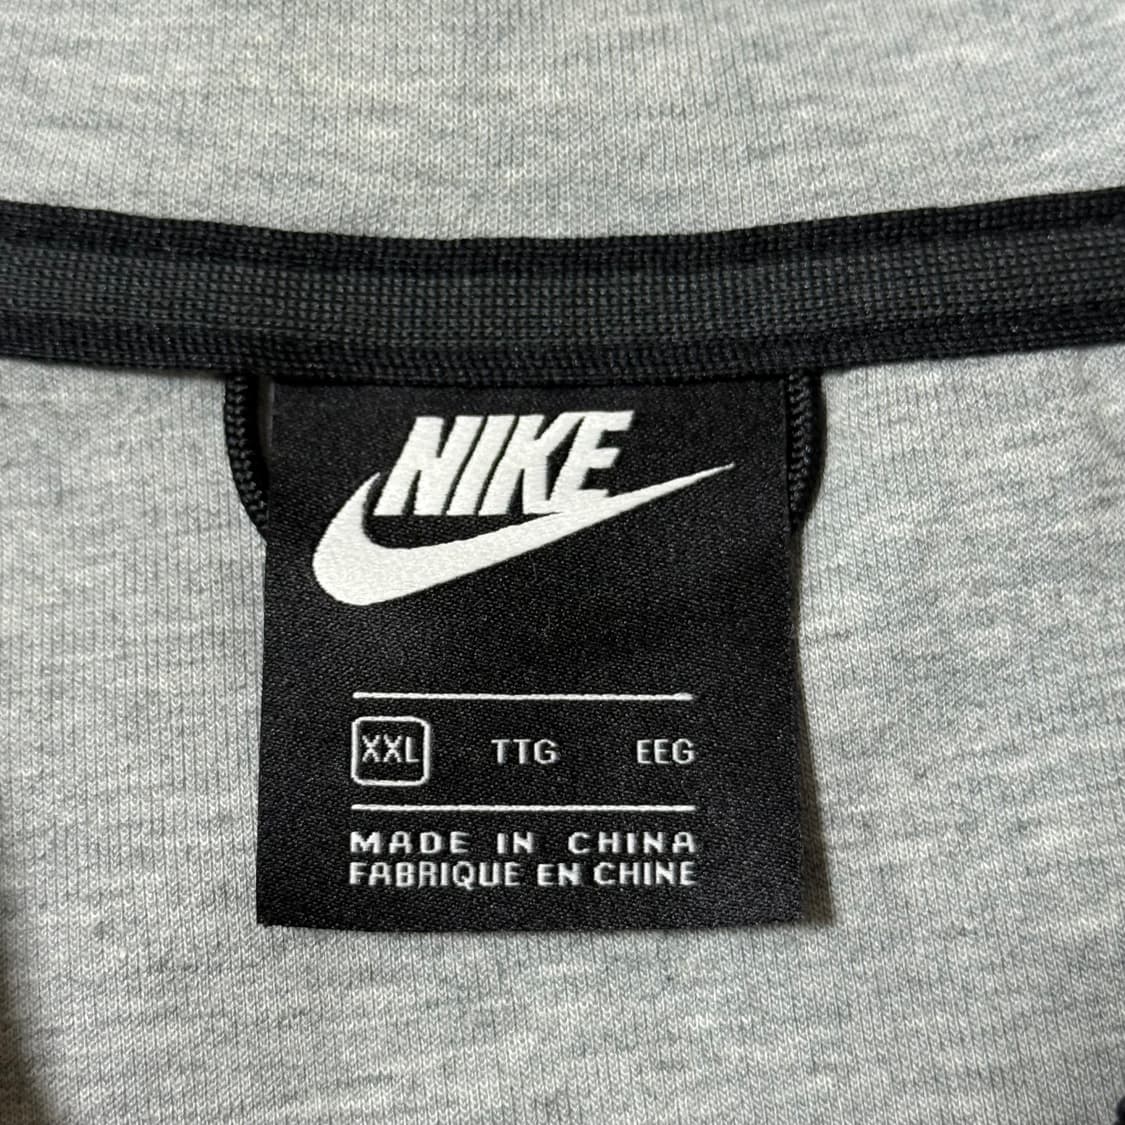 NIKE
XXL TTG EEG
MADE IN CHINA
FABRIQUE EN CHINE